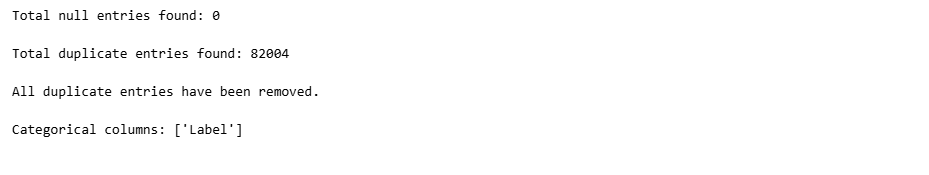 Total null entries found: 0
Total duplicate entries found: 82004
All duplicate entries have been removed.
Categorical columns: ['Label']